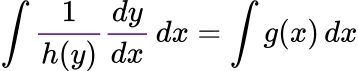 ∫ 1/h(y) dy/dx dx = ∫ g(x) dx